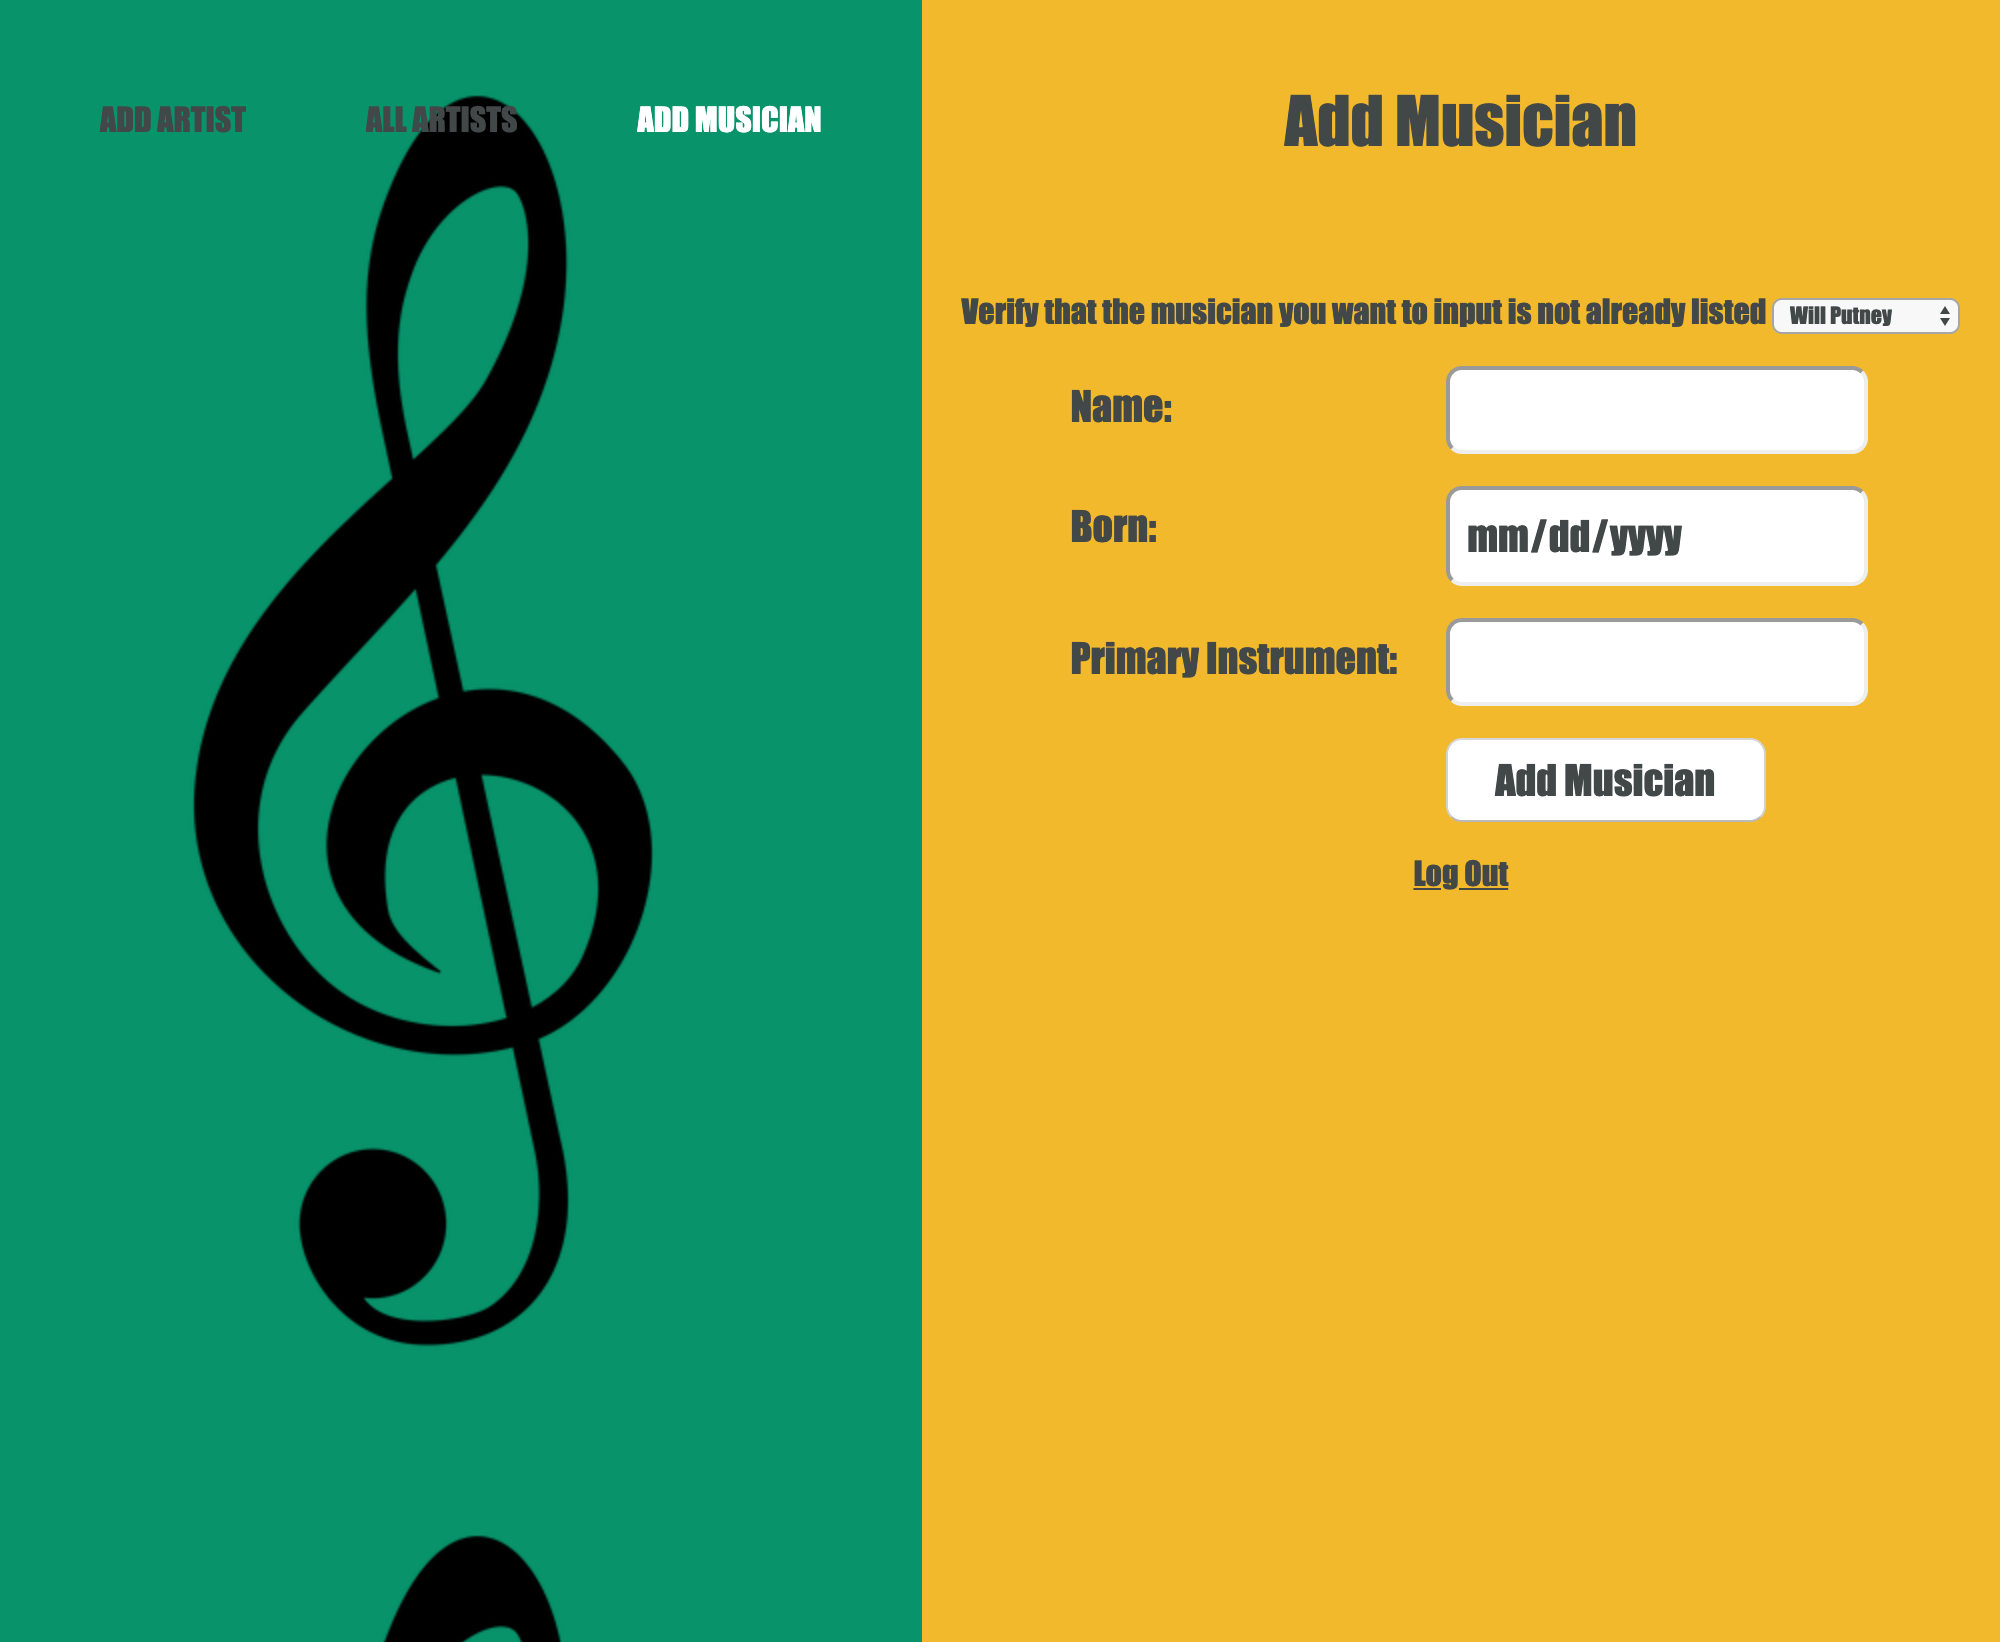 ADD ARTIST ALL ARTISTS ADD MUSICIAN
Add Musician
Verify that the musician you want to input is not already listed Will Putney
Name:
Born: mm/dd/yyyy
Primary Instrument:
Add Musician
Log Out